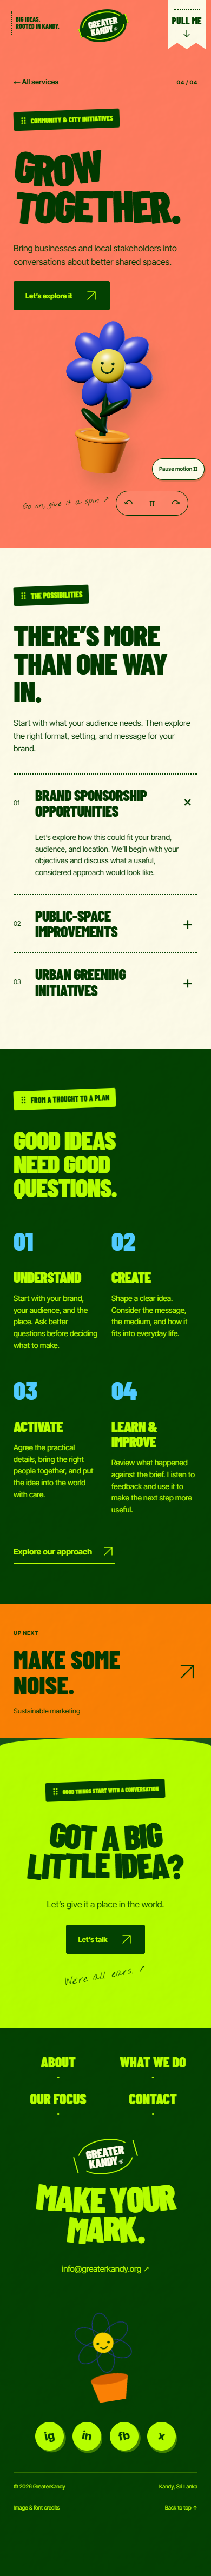 BIG IDEAS.
ROOTED IN KANDY.
GREATER
KANDY
PULL ME
↓
← All services
04 / 04
COMMUNITY & CITY INITIATIVES
GROW
TOGETHER.
Bring businesses and local stakeholders into
conversations about better shared spaces.
Let's explore it
Pause motion
Go on, give it a spin ↗
THE POSSIBILITIES
THERE'S MORE
THAN ONE WAY
IN.
Start with what your audience needs. Then explore
the right format, setting, and message for your
brand.
01
BRAND SPONSORSHIP
OPPORTUNITIES
Let's explore how this could fit your brand,
audience, and location. We'll begin with your
objectives and discuss what a useful,
considered approach would look like.
02
PUBLIC-SPACE
IMPROVEMENTS
03
URBAN GREENING
INITIATIVES
FROM A THOUGHT TO A PLAN
GOOD IDEAS
NEED GOOD
QUESTIONS.
01
UNDERSTAND
Start with your brand,
your audience, and the
place. Ask better
questions before deciding
what to make.
02
CREATE
Shape a clear idea.
Consider the message,
the medium, and how it
fits into everyday life.
03
ACTIVATE
Agree the practical
details, bring the right
people together, and put
the idea into the world
with care.
04
LEARN &
IMPROVE
Review what happened
against the brief. Listen to
feedback and use it to
make the next step more
useful.
Explore our approach
UP NEXT
MAKE SOME
NOISE.
Sustainable marketing
GOOD THINGS START WITH A CONVERSATION
GOT A BIG
LITTLE IDEA?
Let's give it a place in the world.
Let's talk
We're all ears. ↗
ABOUT
WHAT WE DO
OUR FOCUS
CONTACT
GREATER
KANDY
MAKE YOUR
MARK.
info@greaterkandy.org ↗
ig
in
fb
x
© 2026 GreaterKandy
Kandy, Sri Lanka
Image & font credits
Back to top ↑